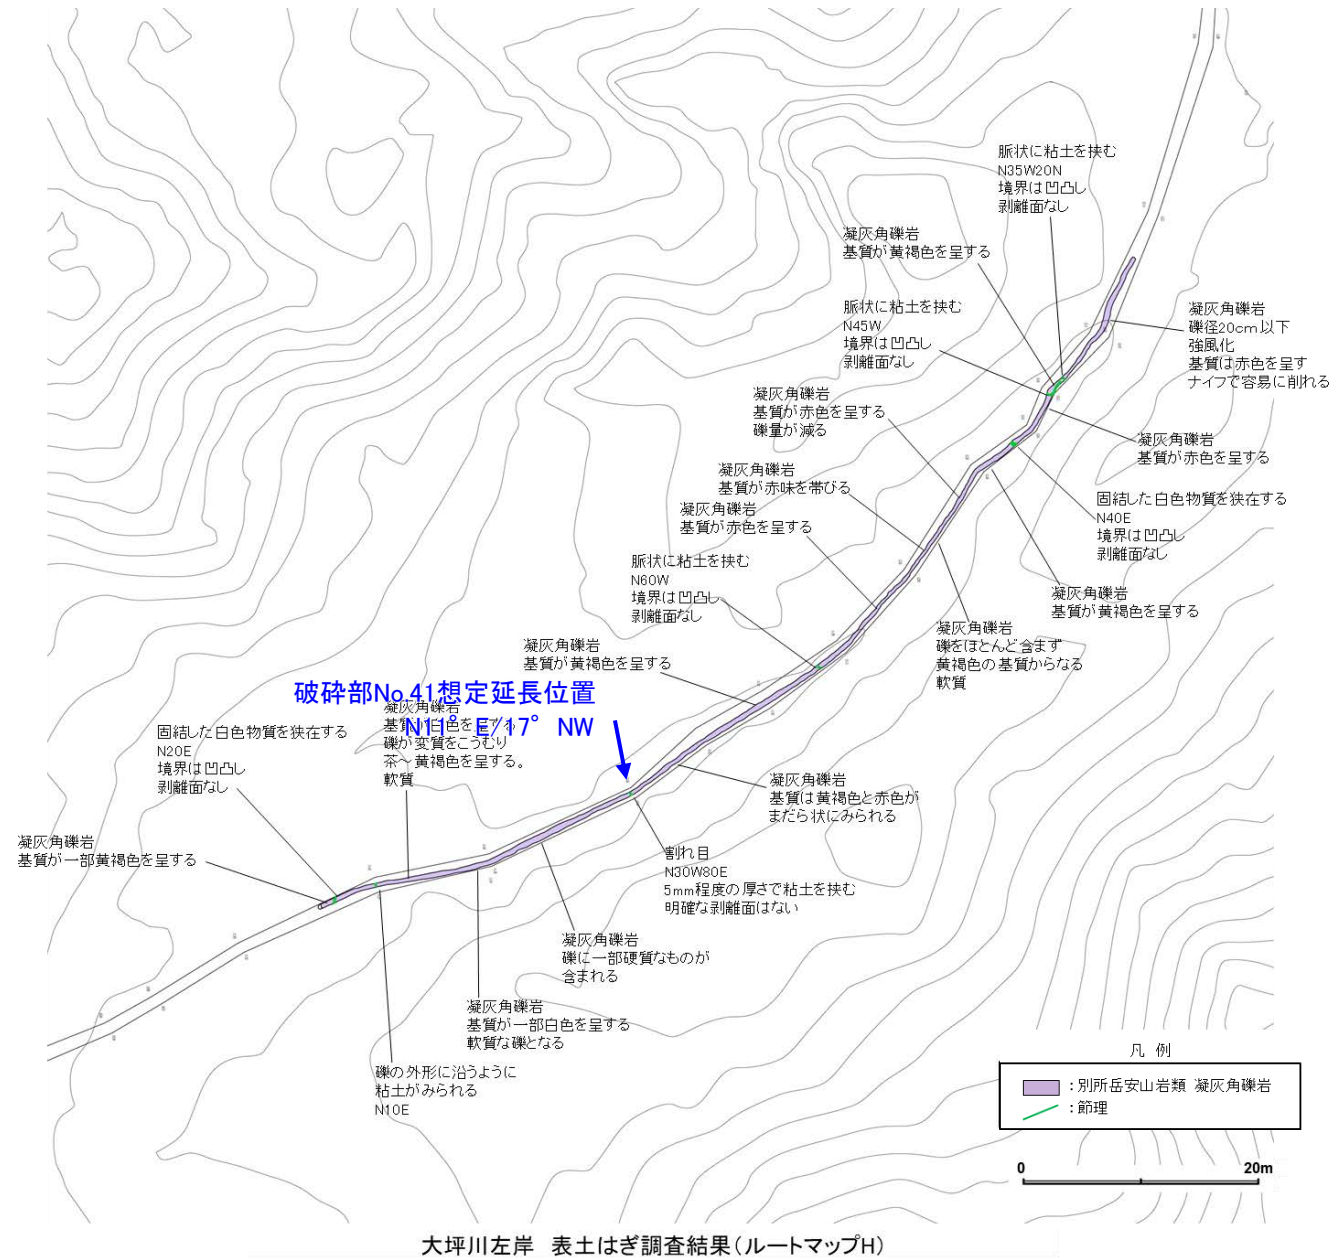 脈状に粘土を挟む
N35W20N
境界は凹凸し
剥離面なし
凝灰角礫岩
基質が黄褐色を呈する
脈状に粘土を挟む
N45W
境界は凹凸し
剥離面なし
凝灰角礫岩
礫径20cm以下
強風化
基質は赤色を呈す
ナイフで容易に削れる
凝灰角礫岩
基質が赤色を呈する
礫量が減る
凝灰角礫岩
基質が赤色を呈する
凝灰角礫岩
基質が赤味を帯びる
固結した白色物質を狭在する
N40E
境界は凹凸し
剥離面なし
凝灰角礫岩
基質が赤色を呈する
脈状に粘土を挟む
N60W
境界は凹凸し
剥離面なし
凝灰角礫岩
基質が黄褐色を呈する
凝灰角礫岩
礫をほとんど含まず
黄褐色の基質からなる
軟質
凝灰角礫岩
基質が黄褐色を呈する
破砕部No.41想定延長位置
N11°E/17°NW
凝灰角礫岩
基質が白色を呈する
礫が変質をこうむり
茶～黄褐色を呈する。
軟質
固結した白色物質を狭在する
N20E
境界は凹凸し
剥離面なし
凝灰角礫岩
基質は黄褐色と赤色が
まだら状にみられる
凝灰角礫岩
基質が一部黄褐色を呈する
割れ目
N30W80E
5mm程度の厚さで粘土を挟む
明確な剥離面はない
凝灰角礫岩
礫に一部硬質なものが
含まれる
凝灰角礫岩
基質が一部白色を呈する
軟質な礫となる
礫の外形に沿うように
粘土がみられる
N10E
凡 例
：別所岳安山岩類 凝灰角礫岩
：節理
0 20m
大坪川左岸 表土はぎ調査結果（ルートマップH）